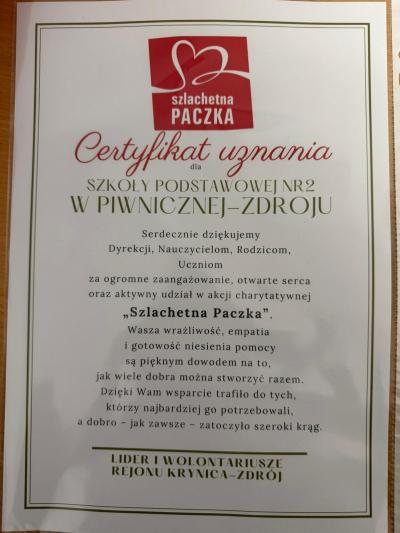 szlachetna
PACZKA
Certyfikat uznania
dla
SZKOŁY PODSTAWOWEJ NR2
W PIWNICZNEJ-ZDROJU
Serdecznie dziękujemy
Dyrekcji, Nauczycielom, Rodzicom,
Uczniom
za ogromne zaangażowanie, otwarte serca
oraz aktywny udział w akcji charytatywnej
„Szlachetna Paczka”.
Wasza wrażliwość, empatia
i gotowość niesienia pomocy
są pięknym dowodem na to,
jak wiele dobra można stworzyć razem.
Dzięki Wam wsparcie trafiło do tych,
którzy najbardziej go potrzebowali,
a dobro – jak zawsze – zatoczyło szeroki krąg.
LIDER I WOLONTARIUSZE
REJONU KRYNICA-ZDRÓJ